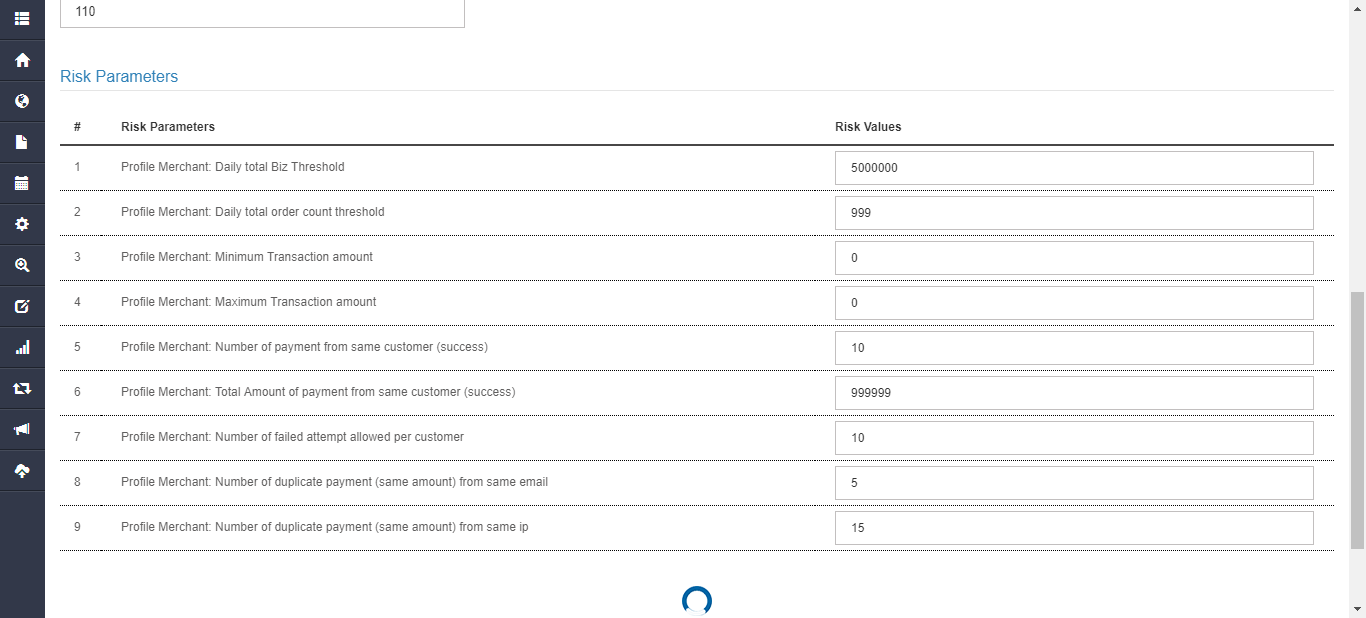 110
Risk Parameters
# Risk Parameters Risk Values
1 Profile Merchant: Daily total Biz Threshold 5000000
2 Profile Merchant: Daily total order count threshold 999
3 Profile Merchant: Minimum Transaction amount 0
4 Profile Merchant: Maximum Transaction amount 0
5 Profile Merchant: Number of payment from same customer (success) 10
6 Profile Merchant: Total Amount of payment from same customer (success) 999999
7 Profile Merchant: Number of failed attempt allowed per customer 10
8 Profile Merchant: Number of duplicate payment (same amount) from same email 5
9 Profile Merchant: Number of duplicate payment (same amount) from same ip 15